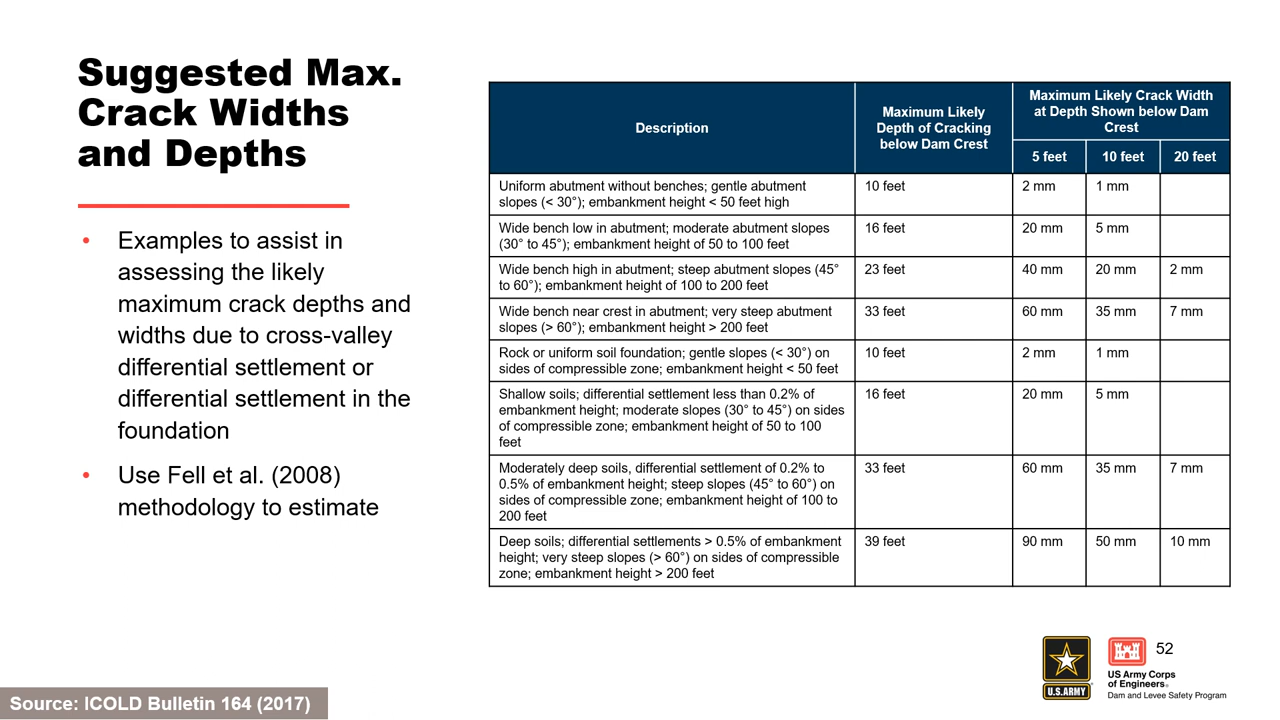 Suggested Max.
Crack Widths
and Depths
• Examples to assist in
assessing the likely
maximum crack depths and
widths due to cross-valley
differential settlement or
differential settlement in the
foundation
• Use Fell et al. (2008)
methodology to estimate
Description
Maximum Likely
Depth of Cracking
below Dam Crest
Maximum Likely Crack Width
at Depth Shown below Dam
Crest
5 feet 10 feet 20 feet
Uniform abutment without benches; gentle abutment
slopes (< 30°); embankment height < 50 feet high
10 feet 2 mm 1 mm
Wide bench low in abutment; moderate abutment slopes
(30° to 45°); embankment height of 50 to 100 feet
16 feet 20 mm 5 mm
Wide bench high in abutment; steep abutment slopes (45°
to 60°); embankment height of 100 to 200 feet
23 feet 40 mm 20 mm 2 mm
Wide bench near crest in abutment; very steep abutment
slopes (> 60°); embankment height > 200 feet
33 feet 60 mm 35 mm 7 mm
Rock or uniform soil foundation; gentle slopes (< 30°) on
sides of compressible zone; embankment height < 50 feet
10 feet 2 mm 1 mm
Shallow soils; differential settlement less than 0.2% of
embankment height; moderate slopes (30° to 45°) on sides
of compressible zone; embankment height of 50 to 100
feet
16 feet 20 mm 5 mm
Moderately deep soils, differential settlement of 0.2% to
0.5% of embankment height; steep slopes (45° to 60°) on
sides of compressible zone; embankment height of 100 to
200 feet
33 feet 60 mm 35 mm 7 mm
Deep soils; differential settlements > 0.5% of embankment
height; very steep slopes (> 60°) on sides of compressible
zone; embankment height > 200 feet
39 feet 90 mm 50 mm 10 mm
52
U.S.ARMY
US Army Corps
of Engineers®
Dam and Levee Safety Program
Source: ICOLD Bulletin 164 (2017)